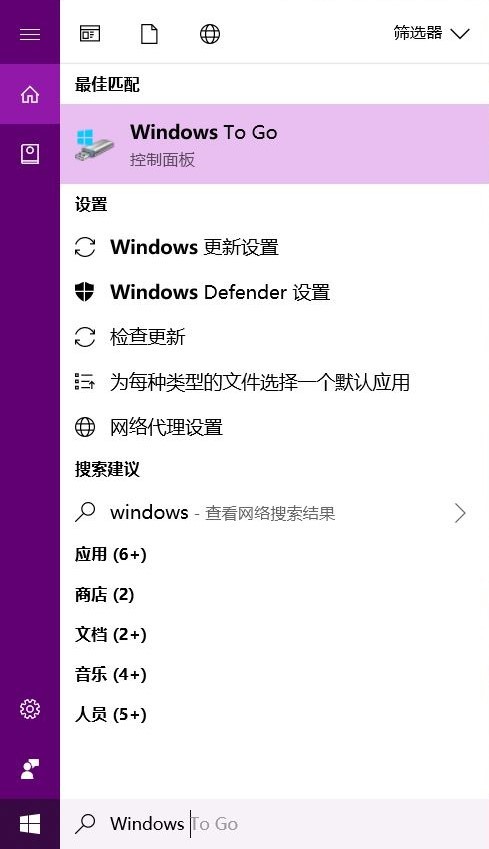 筛选器
最佳匹配
Windows To Go
控制面板
设置
Windows 更新设置
Windows Defender 设置
检查更新
为每种类型的文件选择一个默认应用
网络代理设置
搜索建议
windows - 查看网络搜索结果
应用 (6+)
商店 (2)
文档 (2+)
音乐 (4+)
人员 (5+)
Windows To Go